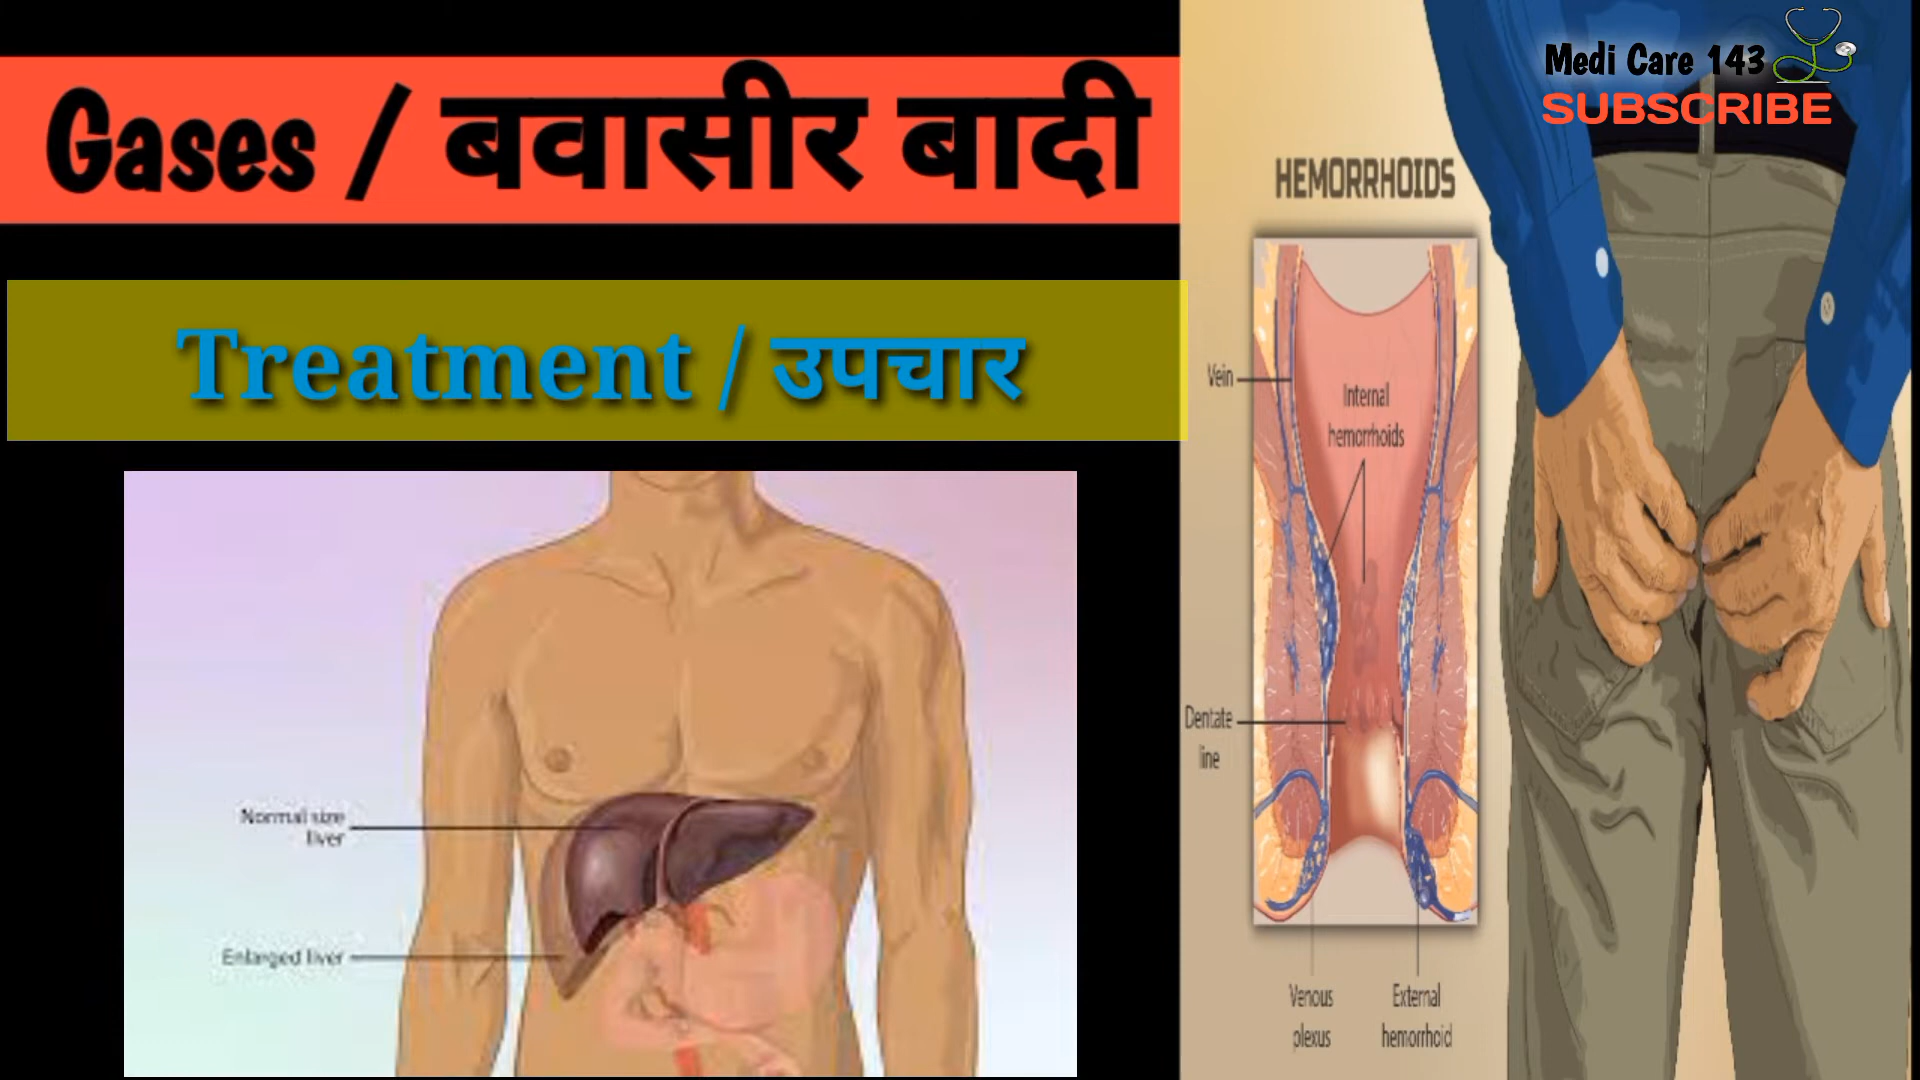 Gases / बवासीर बादी
Treatment / उपचार
Normal size
liver
Enlarged liver
Medi Care 143
SUBSCRIBE
HEMORRHOIDS
Vein
Internal
hemorrhoids
Dentate
line
Venous
plexus
External
hemorrhoid